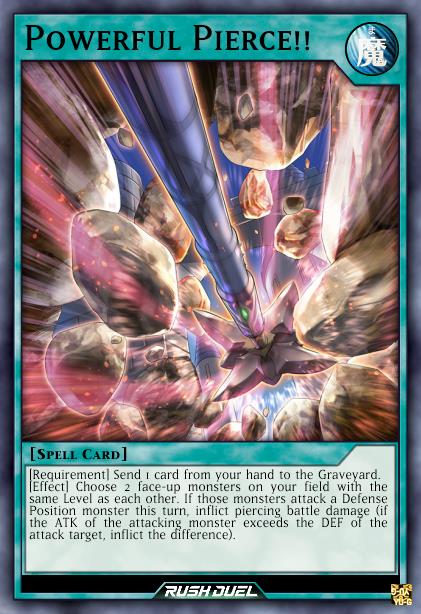 POWERFUL PIERCE!!
ま
魔
[SPELL CARD]
[Requirement] Send 1 card from your hand to the Graveyard.
[Effect] Choose 2 face-up monsters on your field with the
same Level as each other. If those monsters attack a Defense
Position monster this turn, inflict piercing battle damage (if
the ATK of the attacking monster exceeds the DEF of the
attack target, inflict the difference).
RUSH DUEL